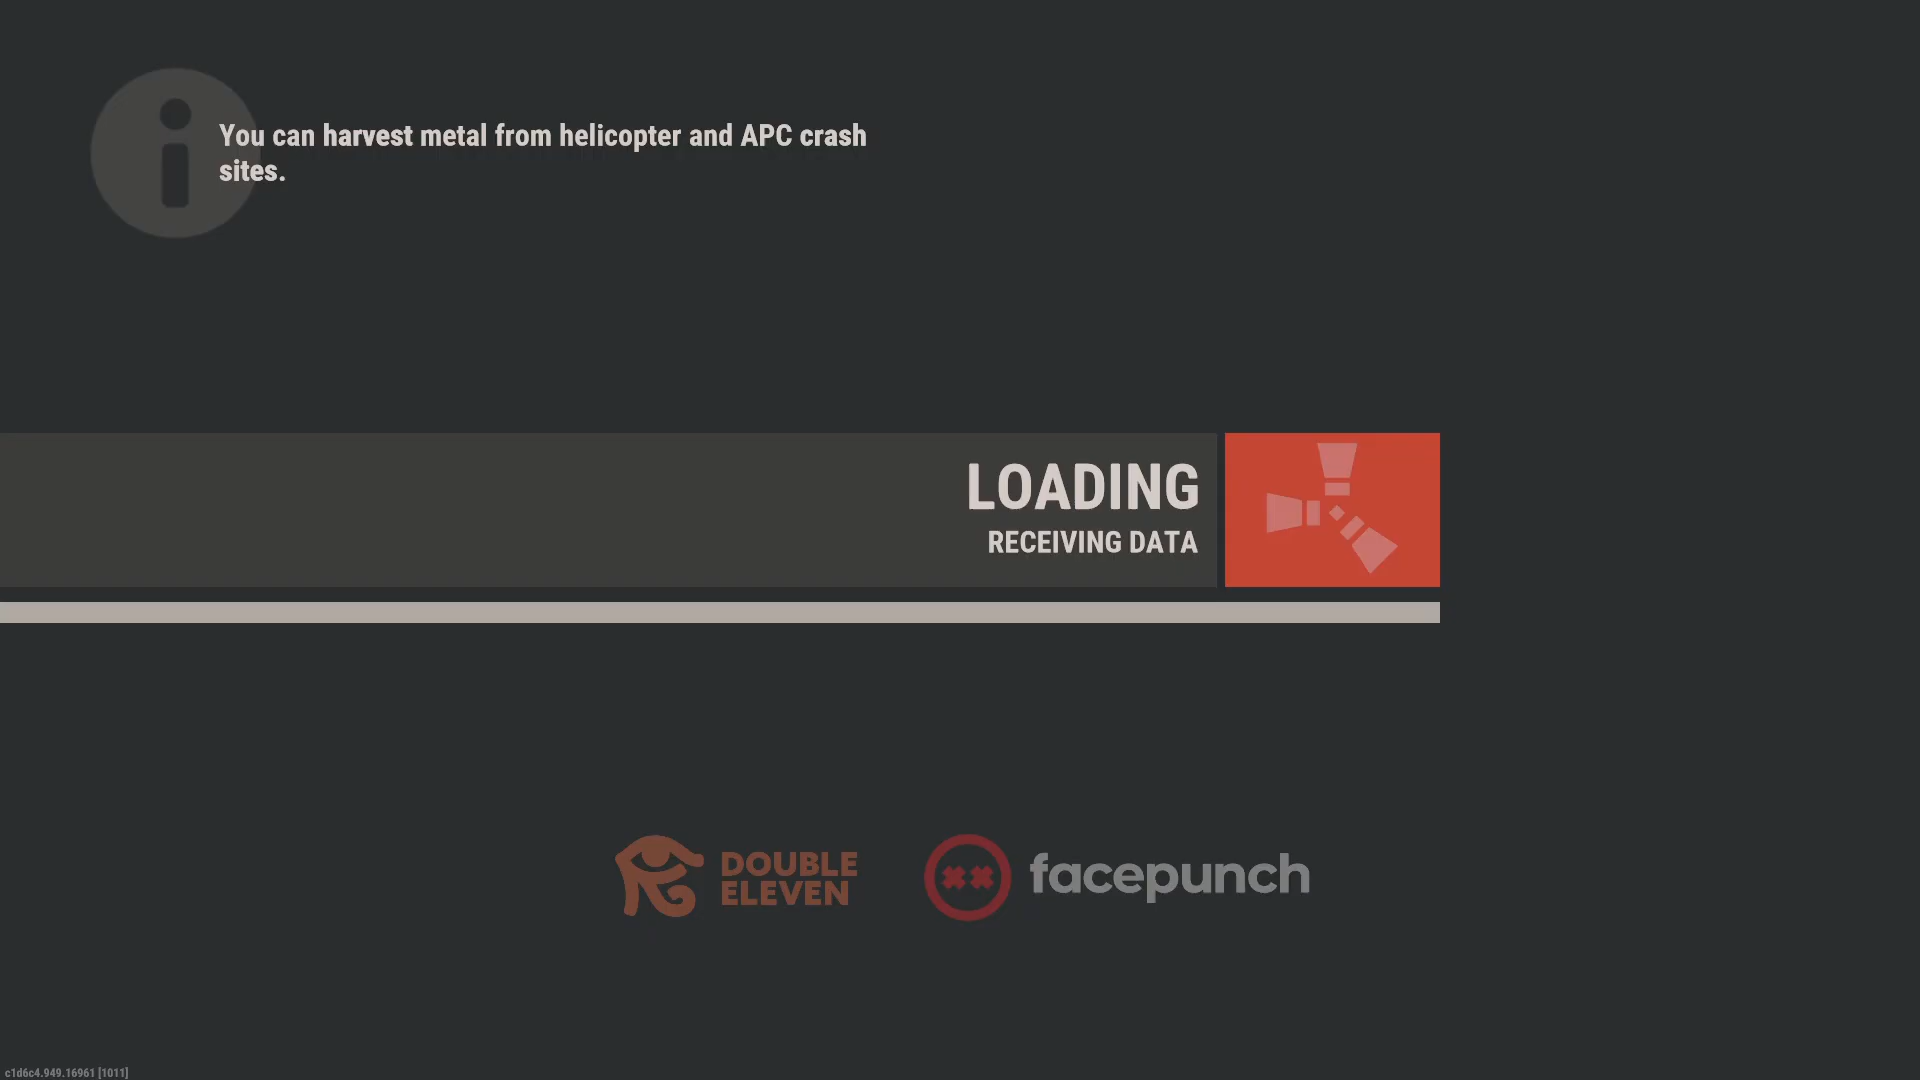 You can harvest metal from helicopter and APC crash
sites.
LOADING
RECEIVING DATA
DOUBLE
ELEVEN
facepunch
c1d6c4.949.16961 [1011]